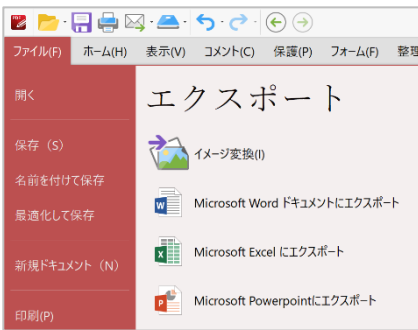 ファイル(F) ホーム(H) 表示(V) コメント(C) 保護(P) フォーム(F) 整理
開く
保存 (S)
名前を付けて保存
最適化して保存
新規ドキュメント (N)
印刷(P)
エクスポート
イメージ変換(I)
Microsoft Word ドキュメントにエクスポート
Microsoft Excel にエクスポート
Microsoft Powerpointにエクスポート